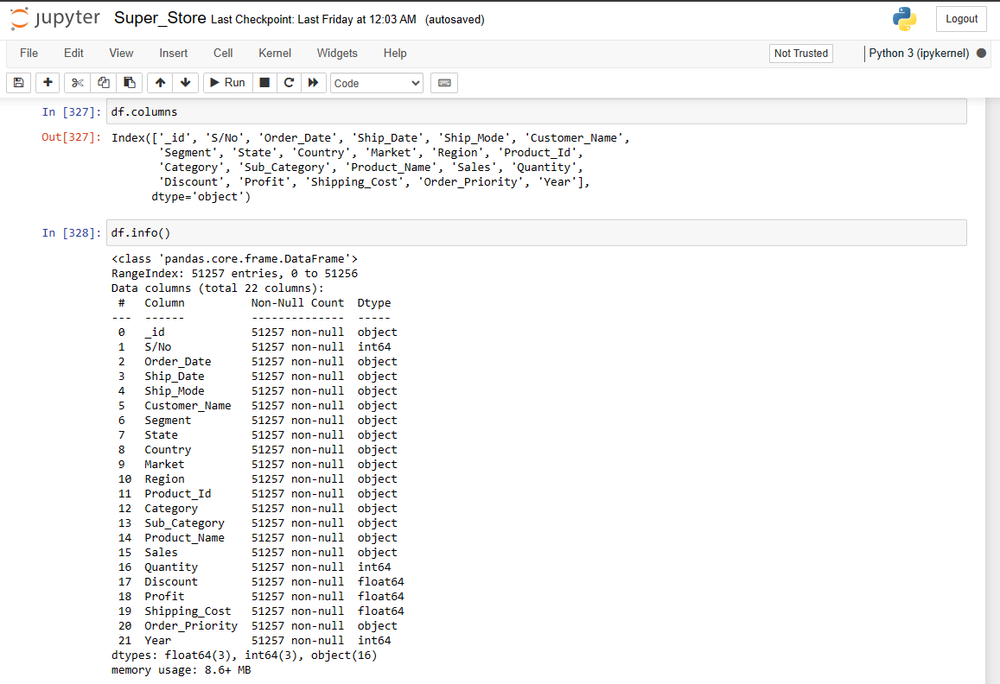 jupyter Super_Store Last Checkpoint: Last Friday at 12:03 AM (autosaved) Logout
File Edit View Insert Cell Kernel Widgets Help Not Trusted Python 3 (ipykernel)
Run Code
In [327]: df.columns
Out[327]: Index(['_id', 'S/No', 'Order_Date', 'Ship_Date', 'Ship_Mode', 'Customer_Name',
'Segment', 'State', 'Country', 'Market', 'Region', 'Product_Id',
'Category', 'Sub_Category', 'Product_Name', 'Sales', 'Quantity',
'Discount', 'Profit', 'Shipping_Cost', 'Order_Priority', 'Year'],
dtype='object')
In [328]: df.info()
<class 'pandas.core.frame.DataFrame'>
RangeIndex: 51257 entries, 0 to 51256
Data columns (total 22 columns):
# Column Non-Null Count Dtype
--- ------ -------------- -----
0 _id 51257 non-null object
1 S/No 51257 non-null int64
2 Order_Date 51257 non-null object
3 Ship_Date 51257 non-null object
4 Ship_Mode 51257 non-null object
5 Customer_Name 51257 non-null object
6 Segment 51257 non-null object
7 State 51257 non-null object
8 Country 51257 non-null object
9 Market 51257 non-null object
10 Region 51257 non-null object
11 Product_Id 51257 non-null object
12 Category 51257 non-null object
13 Sub_Category 51257 non-null object
14 Product_Name 51257 non-null object
15 Sales 51257 non-null object
16 Quantity 51257 non-null int64
17 Discount 51257 non-null float64
18 Profit 51257 non-null float64
19 Shipping_Cost 51257 non-null float64
20 Order_Priority 51257 non-null object
21 Year 51257 non-null int64
dtypes: float64(3), int64(3), object(16)
memory usage: 8.6+ MB